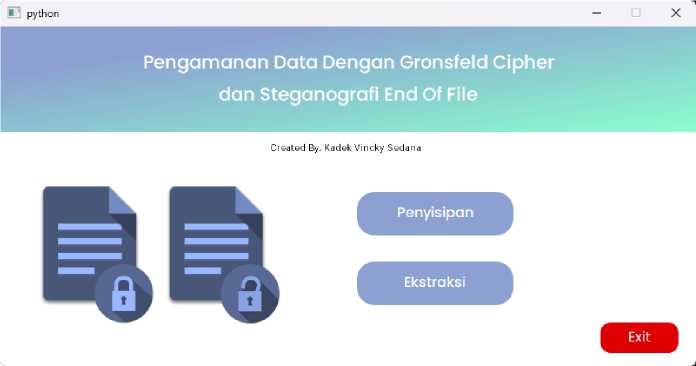 python
Pengamanan Data Dengan Gronsfeld Cipher
dan Steganografi End Of File
Created By. Kadek Vincky Sedana
Penyisipan
Ekstraksi
Exit